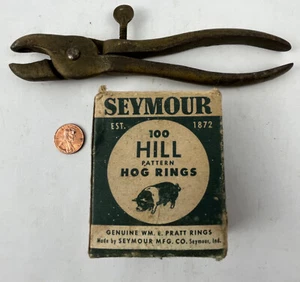 SEYMOUR
EST. 1872
100
HILL
PATTERN
HOG RINGS
GENUINE WM. E. PRATT RINGS
Made by SEYMOUR MFG. CO. Seymour, Ind.